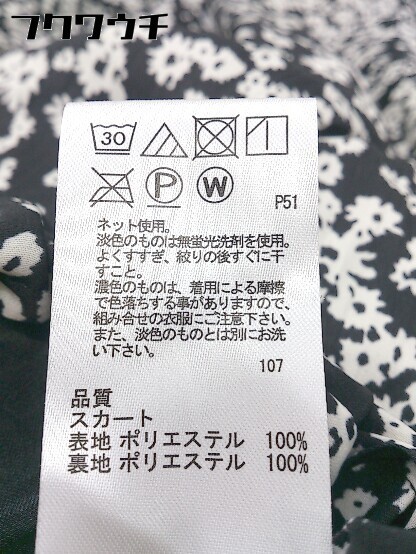 フクウウチ
30
P
W
P51
ネット使用。
淡色のものは無蛍光洗剤を使用。
よくすすぎ、絞りの後すぐに干
すこと。
濃色のものは、着用による摩擦
で色落ちする事がありますので、
組み合せの衣服にご注意下さい。
また、淡色のものとは別にお洗
い下さい。
107
品質
スカート
表地 ポリエステル 100%
裏地 ポリエステル 100%